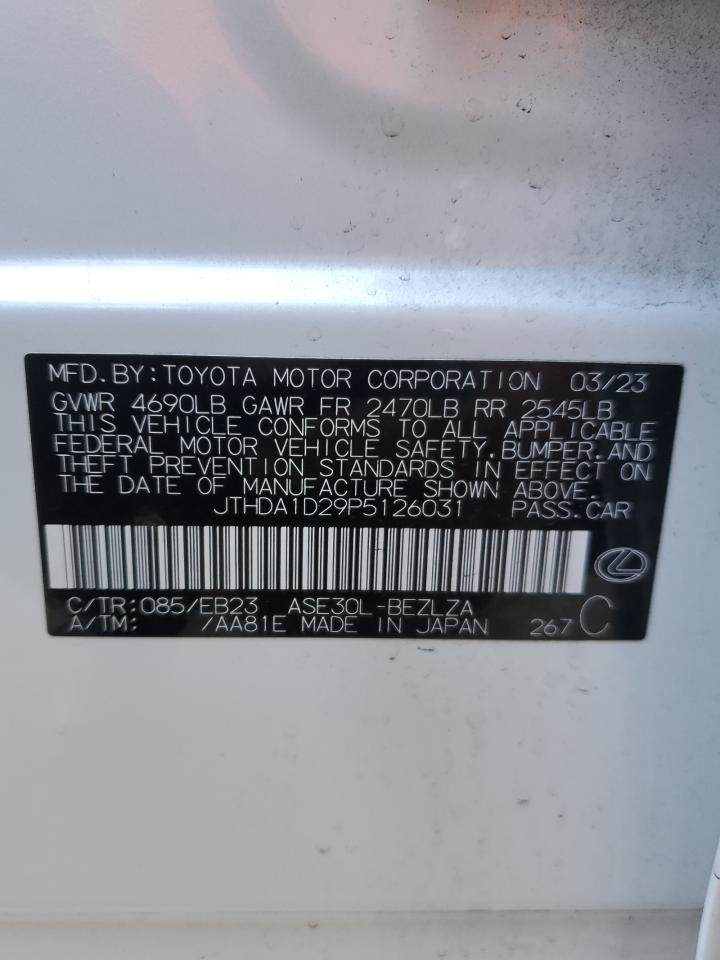 MFD.BY:TOYOTA MOTOR CORPORATION 03/23
GVWR 4690LB GAWR FR 2470LB RR 2545LB
THIS VEHICLE CONFORMS TO ALL APPLICABLE
FEDERAL MOTOR VEHICLE SAFETY.BUMPER.AND
THEFT PREVENTION STANDARDS IN EFFECT ON
THE DATE OF MANUFACTURE SHOWN ABOVE.
JTHDA1D29P5126031 PASS.CAR
C/TR:085/EB23 ASE30L-BEZLZA
A/TM: /AA81E MADE IN JAPAN 267 C